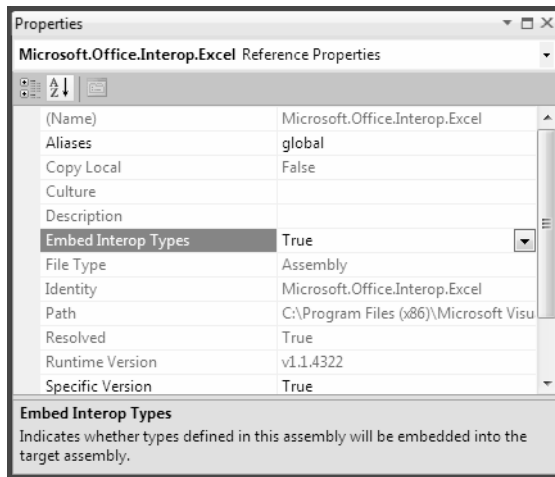 Properties
Microsoft.Office.Interop.Excel Reference Properties
(Name) Microsoft.Office.Interop.Excel
Aliases global
Copy Local False
Culture
Description
Embed Interop Types True
File Type Assembly
Identity Microsoft.Office.Interop.Excel
Path C:\Program Files (x86)\Microsoft Visu
Resolved True
Runtime Version v1.1.4322
Specific Version True
Embed Interop Types
Indicates whether types defined in this assembly will be embedded into the
target assembly.